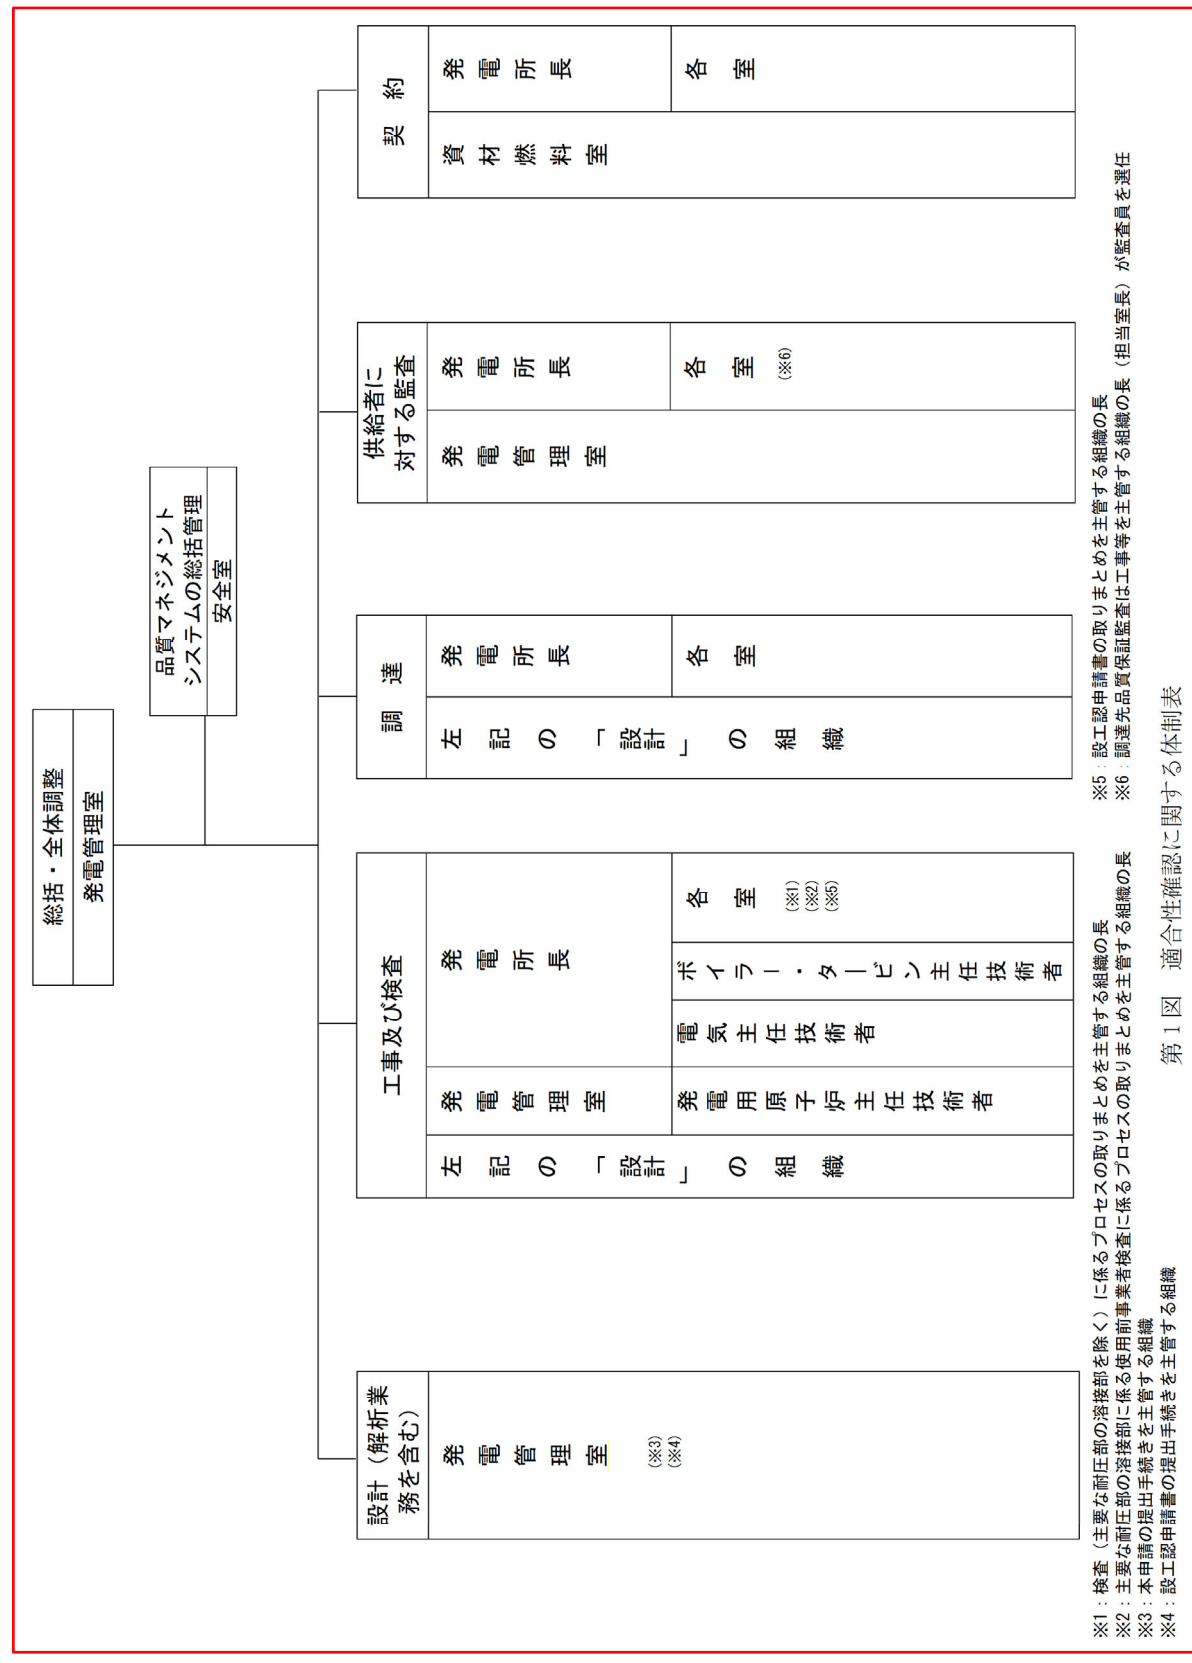 総括・全体調整
発電管理室
品質マネジメント
システムの総括管理
安全室
設計（解析業
務を含む）
発電管理室
(※3)
(※4)
工事及び検査
左記の「設計」の組織
発電管理室
発電用原子炉主任技術者
発電所長
電気主任技術者
ボイラー・タービン主任技術者
各室
(※1)
(※2)
(※5)
調達
左記の「設計」の組織
発電所長
各室
供給者に
対する監査
発電管理室
発電所長
各室
(※6)
契約
資材燃料室
発電所長
各室
※1：検査（主要な耐圧部の溶接部を除く）に係るプロセスの取りまとめを主管する組織の長
※2：主要な耐圧部の溶接部に係る使用前事業者検査に係るプロセスの取りまとめを主管する組織の長
※3：本申請の提出手続きを主管する組織
※4：設工認申請書の提出手続きを主管する組織
※5：設工認申請書の取りまとめを主管する組織の長
※6：調達先品質保証監査は工事等を主管する組織の長（担当室長）が監査員を選任
第1図　適合性確認に関する体制表